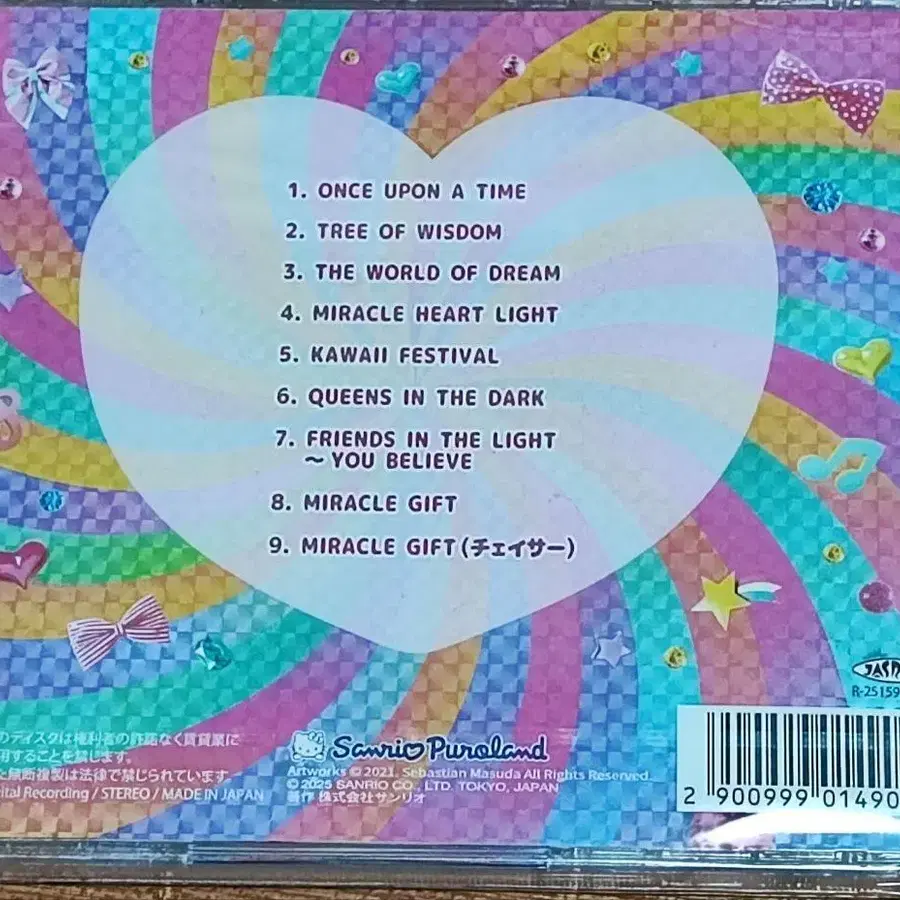 1. ONCE UPON A TIME
2. TREE OF WISDOM
3. THE WORLD OF DREAM
4. MIRACLE HEART LIGHT
5. KAWAII FESTIVAL
6. QUEENS IN THE DARK
7. FRIENDS IN THE LIGHT
～YOU BELIEVE
8. MIRACLE GIFT
9. MIRACLE GIFT(チェイサー)
R-25159
のディスクは権利者の許諾なく賃貸業に
用することを禁じます。
無断複製は法律で禁じられています
ital Recording / STEREO / MADE IN JAPAN
Sanrio Puroland
Artworks © 2021, Sebastian Masuda All Rights Reserved.
© 2025 SANRIO CO., LTD. TOKYO, JAPAN
著作 株式会社サンリオ
2 900999 01490